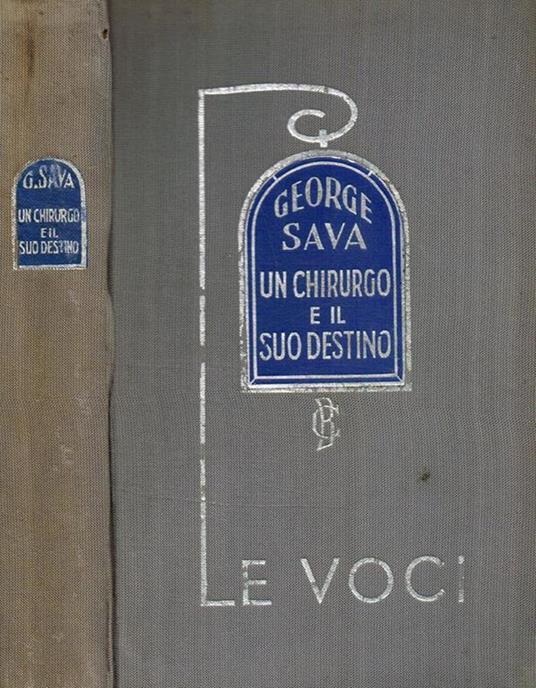 G. SAVA
UN CHIRURGO
E IL
SUO DESTINO
GEORGE
SAVA
UN CHIRURGO
E IL
SUO DESTINO
LE VOCI